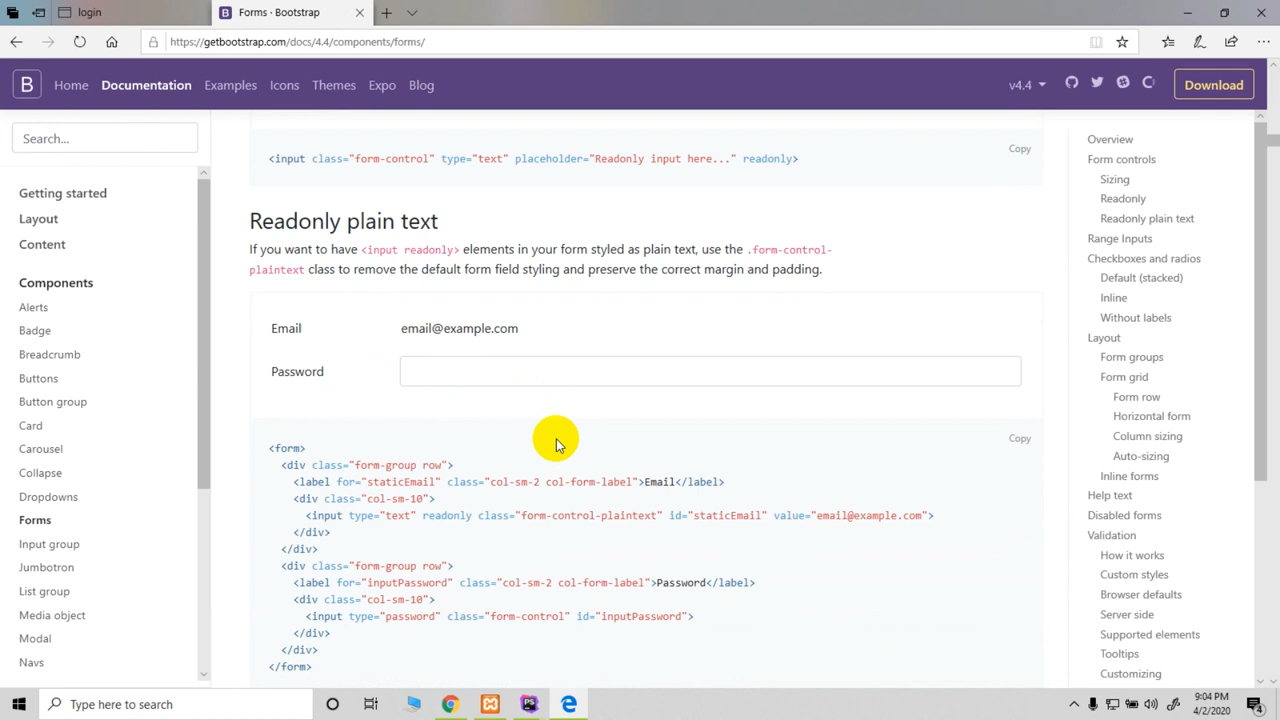 login
Forms · Bootstrap
https://getbootstrap.com/docs/4.4/components/forms/
B
Home
Documentation
Examples
Icons
Themes
Expo
Blog
v4.4
Download
Search...
Getting started
Layout
Content
Components
Alerts
Badge
Breadcrumb
Buttons
Button group
Card
Carousel
Collapse
Dropdowns
Forms
Input group
Jumbotron
List group
Media object
Modal
Navs
Copy
<input class="form-control" type="text" placeholder="Readonly input here..." readonly>
Readonly plain text
If you want to have <input readonly> elements in your form styled as plain text, use the .form-control-
plaintext class to remove the default form field styling and preserve the correct margin and padding.
Email email@example.com
Password
Copy
<form>
<div class="form-group row">
<label for="staticEmail" class="col-sm-2 col-form-label">Email</label>
<div class="col-sm-10">
<input type="text" readonly class="form-control-plaintext" id="staticEmail" value="email@example.com">
</div>
</div>
<div class="form-group row">
<label for="inputPassword" class="col-sm-2 col-form-label">Password</label>
<div class="col-sm-10">
<input type="password" class="form-control" id="inputPassword">
</div>
</div>
</form>
Overview
Form controls
Sizing
Readonly
Readonly plain text
Range Inputs
Checkboxes and radios
Default (stacked)
Inline
Without labels
Layout
Form groups
Form grid
Form row
Horizontal form
Column sizing
Auto-sizing
Inline forms
Help text
Disabled forms
Validation
How it works
Custom styles
Browser defaults
Server side
Supported elements
Tooltips
Customizing
Type here to search
PS
9:04 PM
4/2/2020
4